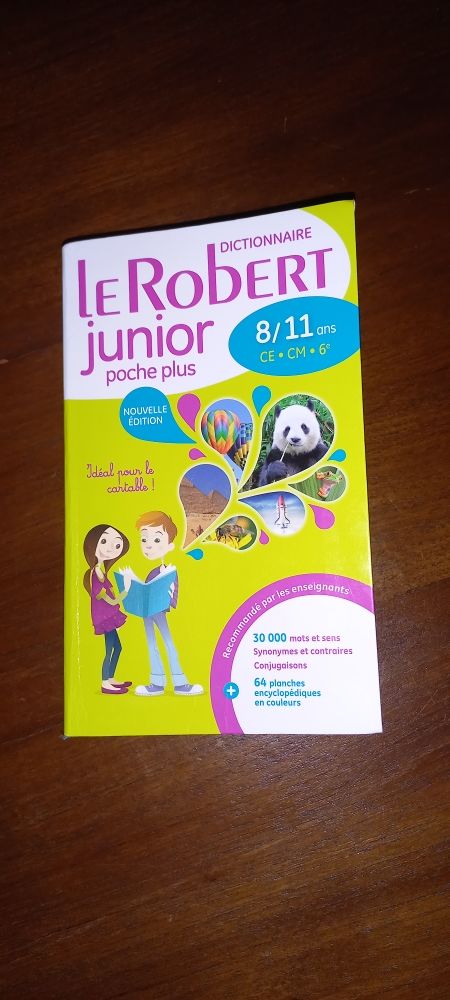 DICTIONNAIRE
le Robert
junior
poche plus
8/11 ans
CE • CM • 6e
NOUVELLE
ÉDITION
Idéal pour le
cartable !
Recommandé par les enseignants
30 000 mots et sens
Synonymes et contraires
Conjugaisons
+ 64 planches
encyclopédiques
en couleurs